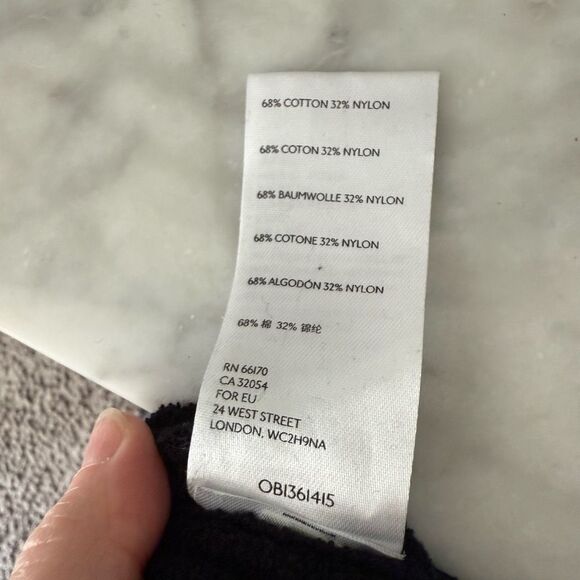 68% COTTON 32% NYLON
68% COTON 32% NYLON
68% BAUMWOLLE 32% NYLON
68% COTONE 32% NYLON
68% ALGODÓN 32% NYLON
68% 棉 32% 锦纶
RN 66170
CA 32054
FOR EU
24 WEST STREET
LONDON, WC2H9NA
OB1361415